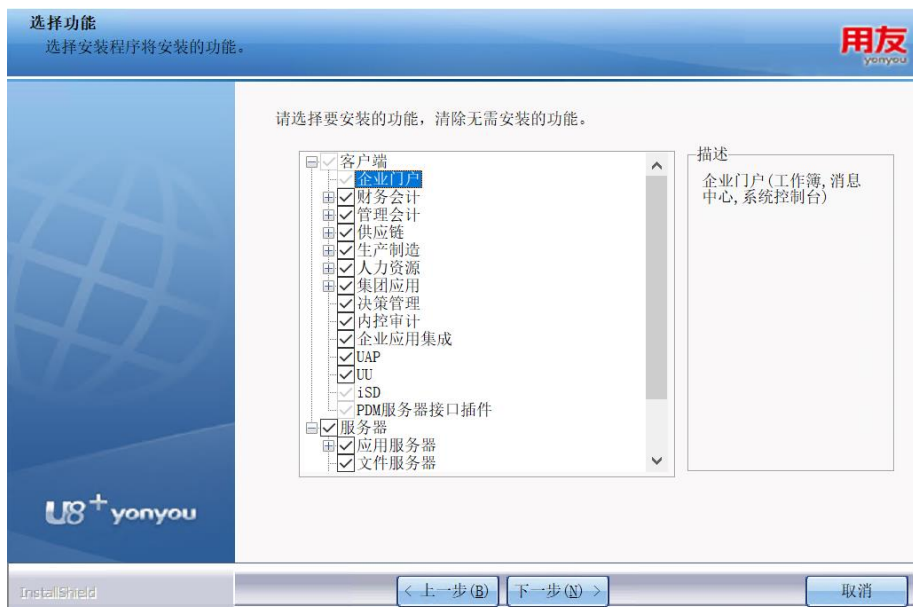 选择功能
选择安装程序将安装的功能。
用友
yonyou
请选择要安装的功能，清除无需安装的功能。
客户端
企业门户
财务会计
管理会计
供应链
生产制造
人力资源
集团应用
决策管理
内控审计
企业应用集成
UAP
UU
iSD
PDM服务器接口插件
服务器
应用服务器
文件服务器
描述
企业门户(工作簿,消息
中心,系统控制台)
U8+ yonyou
InstallShield
< 上一步(B)
下一步(N) >
取消